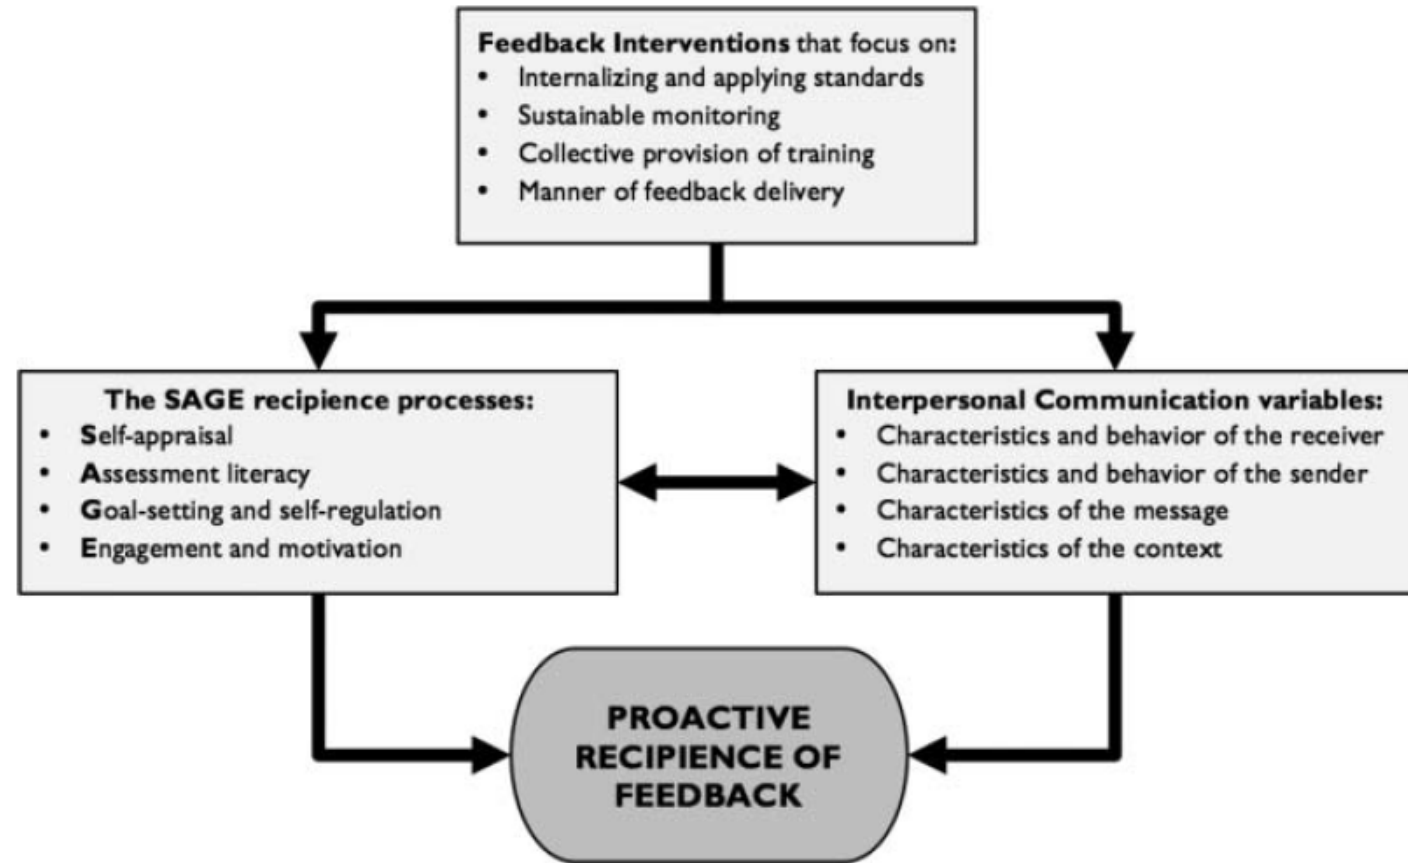 Feedback Interventions that focus on:
• Internalizing and applying standards
• Sustainable monitoring
• Collective provision of training
• Manner of feedback delivery
The SAGE recipience processes:
• Self-appraisal
• Assessment literacy
• Goal-setting and self-regulation
• Engagement and motivation
Interpersonal Communication variables:
• Characteristics and behavior of the receiver
• Characteristics and behavior of the sender
• Characteristics of the message
• Characteristics of the context
PROACTIVE
RECIPIENCE OF
FEEDBACK